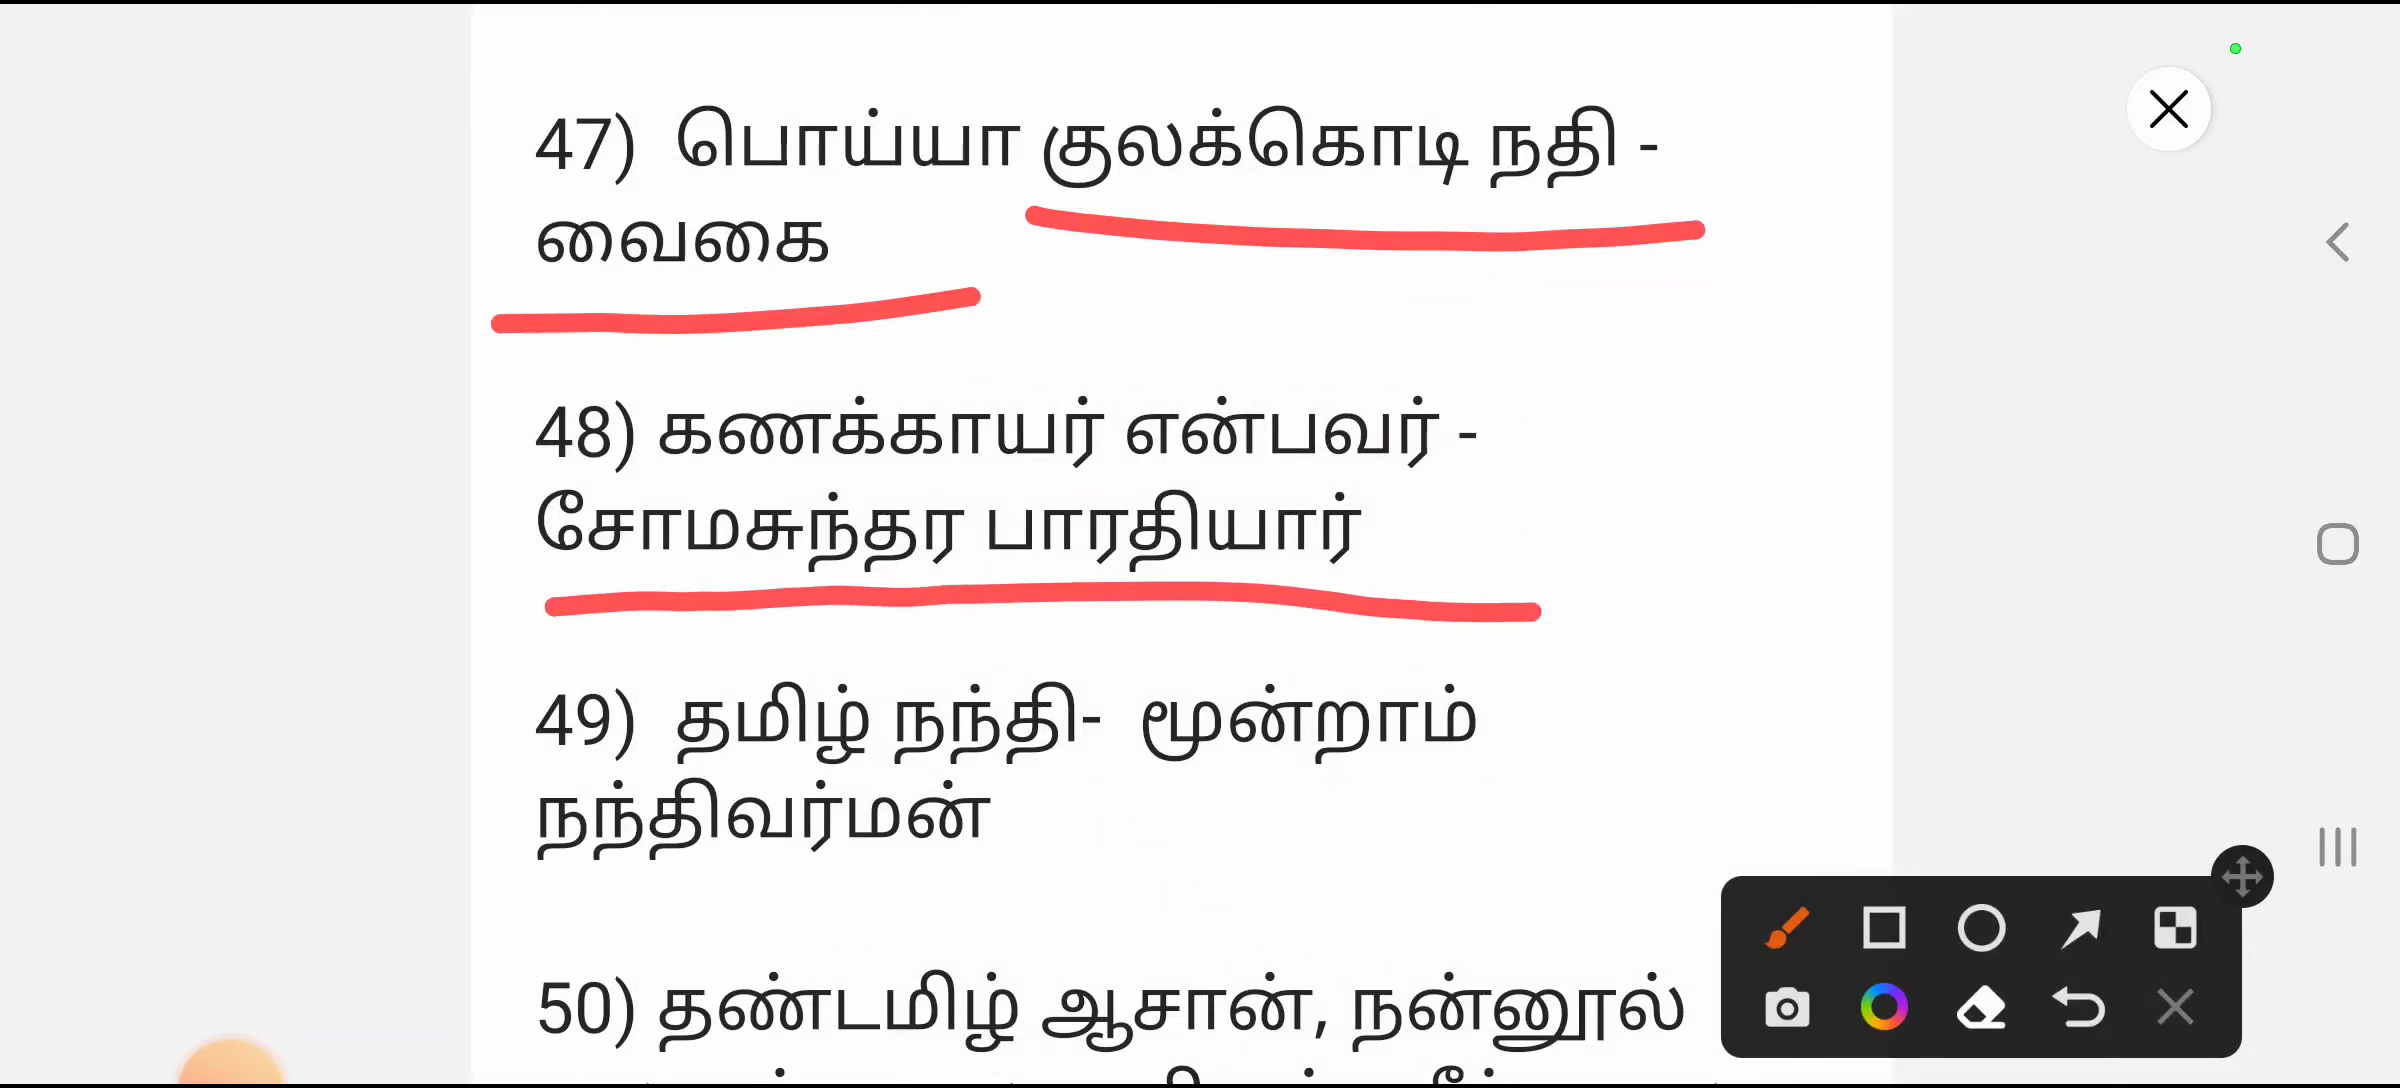 47) பொய்யா குலக்கொடி நதி -
வைகை
48) கணக்காயர் என்பவர் -
சோமசுந்தர பாரதியார்
49) தமிழ் நந்தி- மூன்றாம்
நந்திவர்மன்
50) தண்டமிழ் ஆசான், நன்னூல்